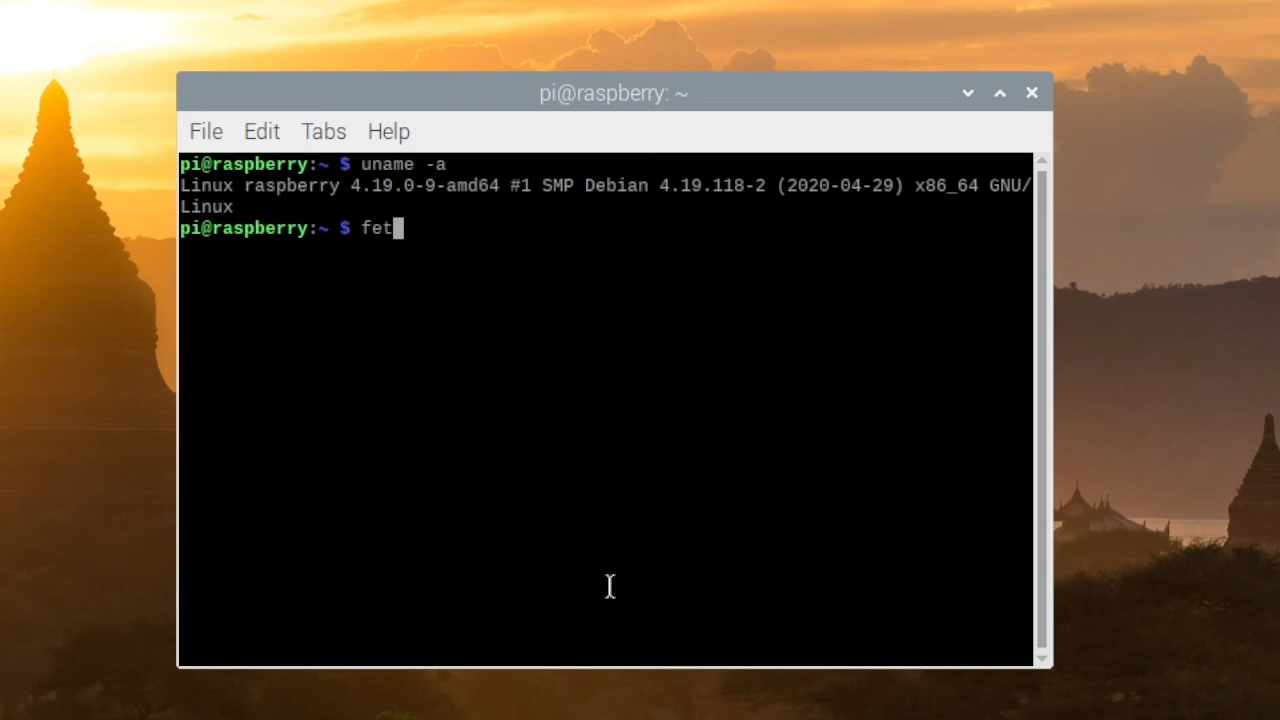 pi@raspberry: ~
File Edit Tabs Help
pi@raspberry:~ $ uname -a
Linux raspberry 4.19.0-9-amd64 #1 SMP Debian 4.19.118-2 (2020-04-29) x86_64 GNU/
Linux
pi@raspberry:~ $ fet